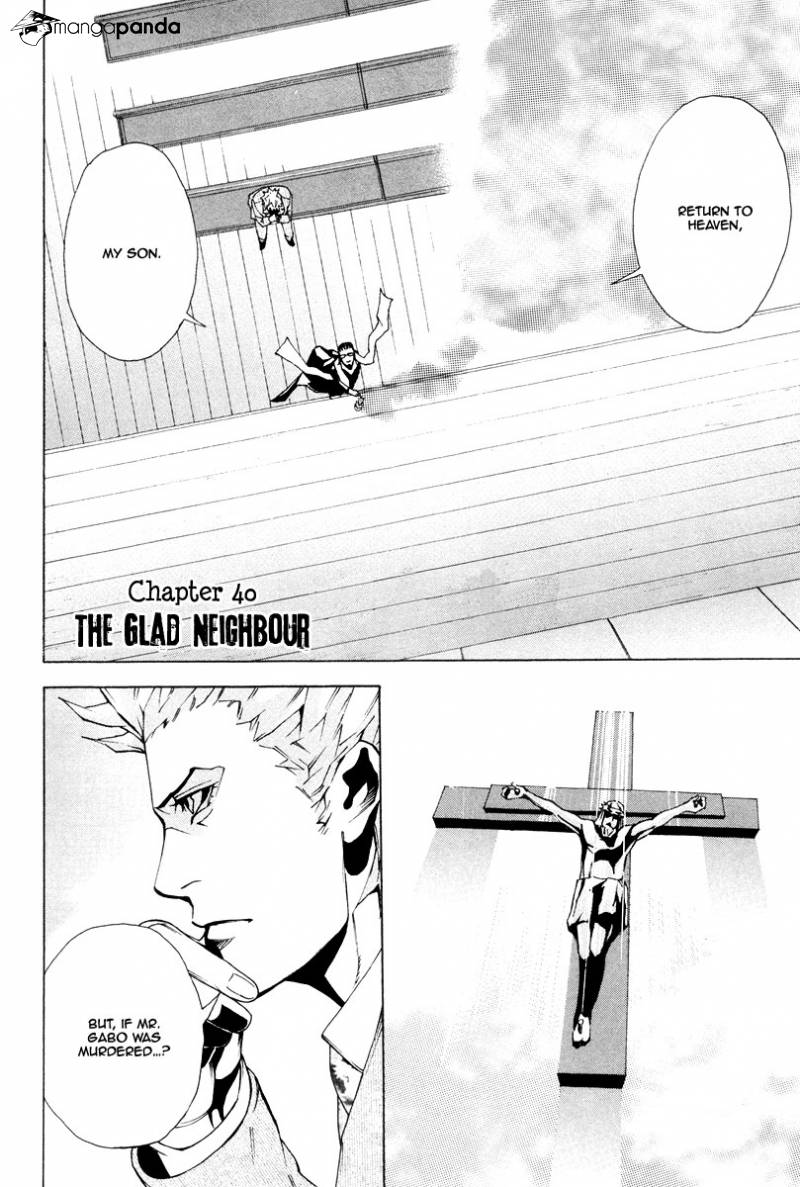 mangapanda
RETURN TO
HEAVEN,
MY SON.
Chapter 40
THE GLAD NEIGHBOUR
BUT, IF MR.
GABO WAS
MURDERED...?